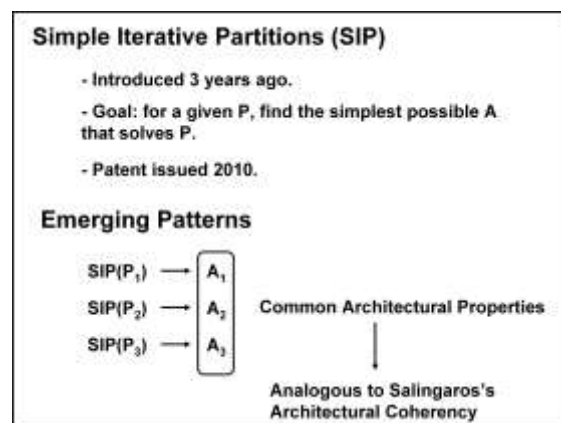 Simple Iterative Partitions (SIP)
- Introduced 3 years ago.
- Goal: for a given P, find the simplest possible A
that solves P.
- Patent issued 2010.
Emerging Patterns
SIP(P₁) → A₁
SIP(P₂) → A₂ Common Architectural Properties
SIP(P₃) → A₃
Analogous to Salingaros's
Architectural Coherency